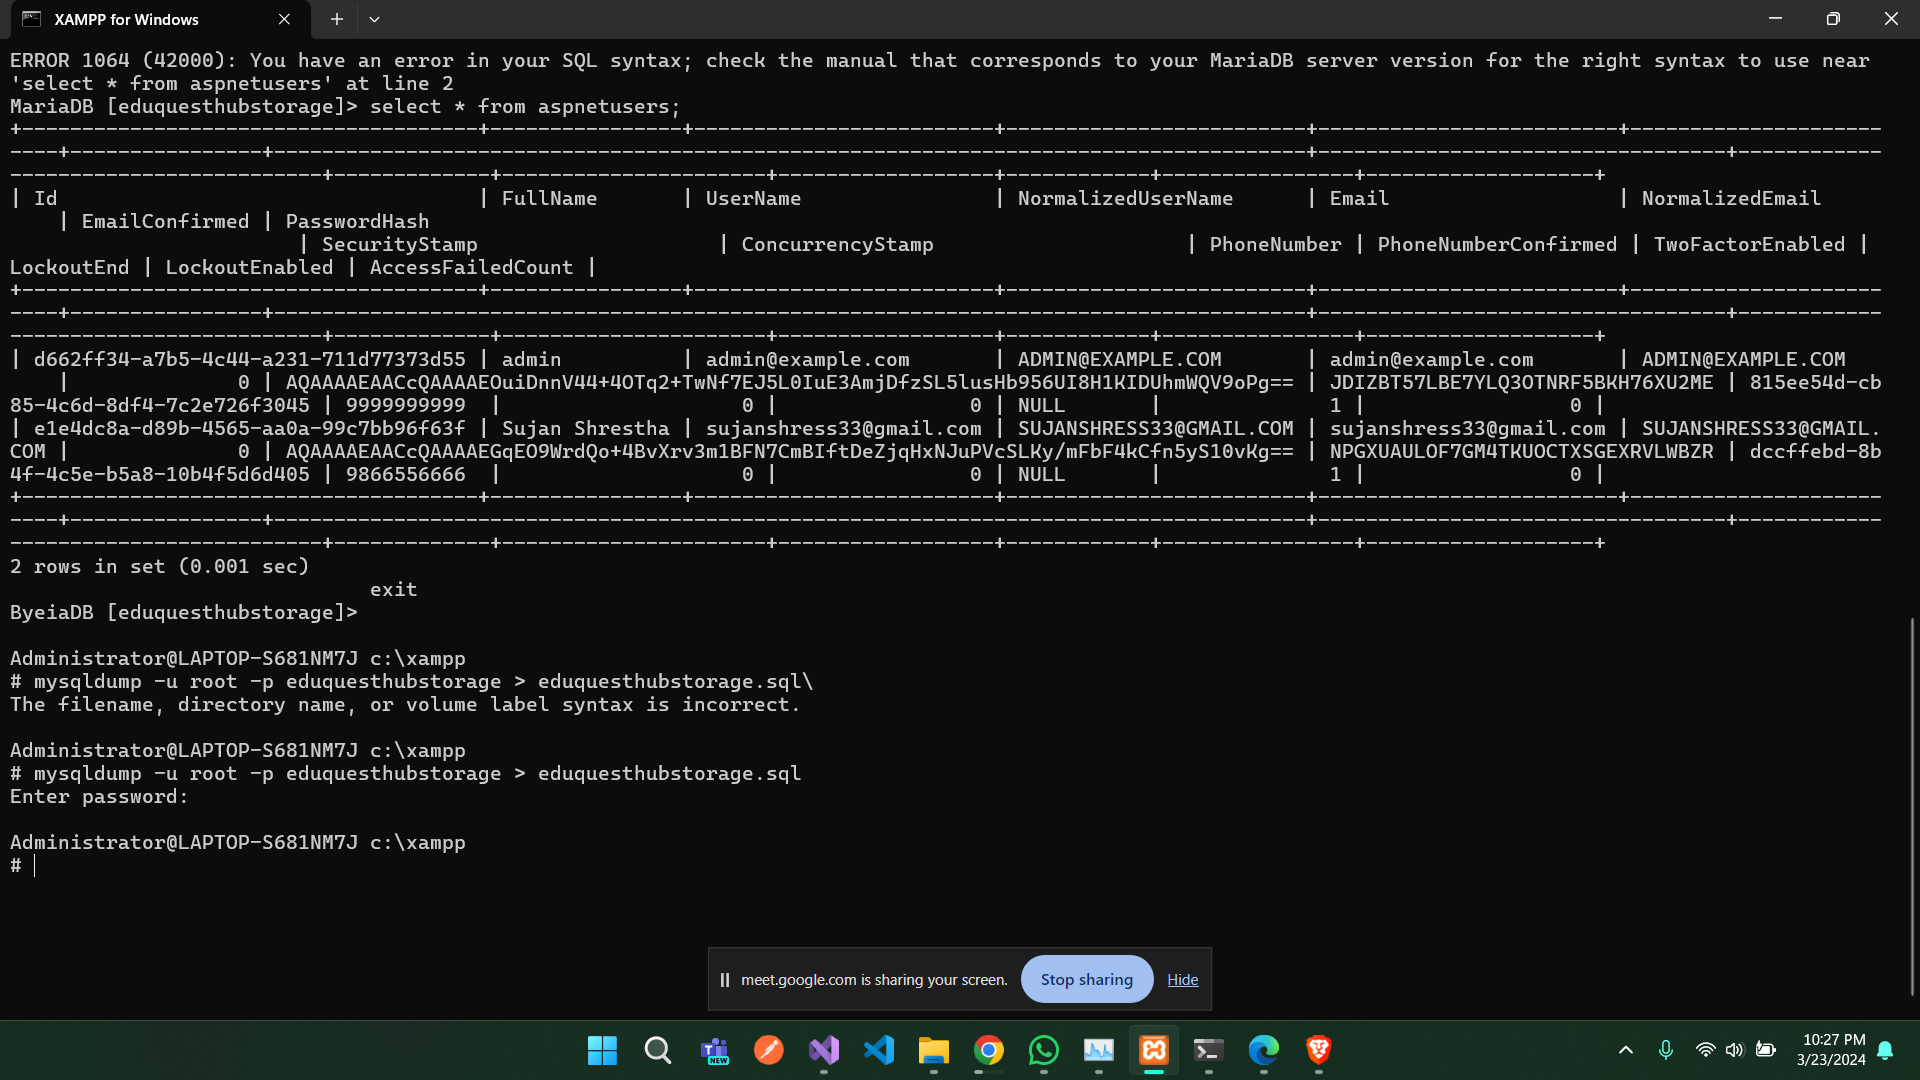 XAMPP for Windows
ERROR 1064 (42000): You have an error in your SQL syntax; check the manual that corresponds to your MariaDB server version for the right syntax to use near
'select * from aspnetusers' at line 2
MariaDB [eduquesthubstorage]> select * from aspnetusers;
| Id | FullName | UserName | NormalizedUserName | Email | NormalizedEmail
| EmailConfirmed | PasswordHash
| SecurityStamp | ConcurrencyStamp | PhoneNumber | PhoneNumberConfirmed | TwoFactorEnabled |
LockoutEnd | LockoutEnabled | AccessFailedCount |
| d662ff34-a7b5-4c44-a231-711d77373d55 | admin | admin@example.com | ADMIN@EXAMPLE.COM | admin@example.com | ADMIN@EXAMPLE.COM
| 0 | AQAAAAEAACcQAAAAEOuiDnnV44+4OTq2+TwNf7EJ5L0IuE3AmjDfzSL5lusHb956UI8H1KIDUhmWQV9oPg== | JDIZBT57LBE7YLQ3OTNRF5BKH76XU2ME | 815ee54d-cb
85-4c6d-8df4-7c2e726f3045 | 9999999999 | 0 | 0 | NULL | 1 | 0 |
| e1e4dc8a-d89b-4565-aa0a-99c7bb96f63f | Sujan Shrestha | sujanshress33@gmail.com | SUJANSHRESS33@GMAIL.COM | sujanshress33@gmail.com | SUJANSHRESS33@GMAIL.
COM | 0 | AQAAAAEAACcQAAAAEGqEO9WrdQo+4BvXrv3m1BFN7CmBIftDeZjqHxNJuPVcSLKy/mFbF4kCfn5yS10vKg== | NPGXUAULOF7GM4TKUOCTXSGEXRVLWBZR | dccffebd-8b
4f-4c5e-b5a8-10b4f5d6d405 | 9866556666 | 0 | 0 | NULL | 1 | 0 |
2 rows in set (0.001 sec)
exit
ByeiaDB [eduquesthubstorage]>
Administrator@LAPTOP-S681NM7J c:\xampp
# mysqldump -u root -p eduquesthubstorage > eduquesthubstorage.sql\
The filename, directory name, or volume label syntax is incorrect.
Administrator@LAPTOP-S681NM7J c:\xampp
# mysqldump -u root -p eduquesthubstorage > eduquesthubstorage.sql
Enter password:
Administrator@LAPTOP-S681NM7J c:\xampp
#
meet.google.com is sharing your screen. Stop sharing Hide
NEW
10:27 PM
3/23/2024